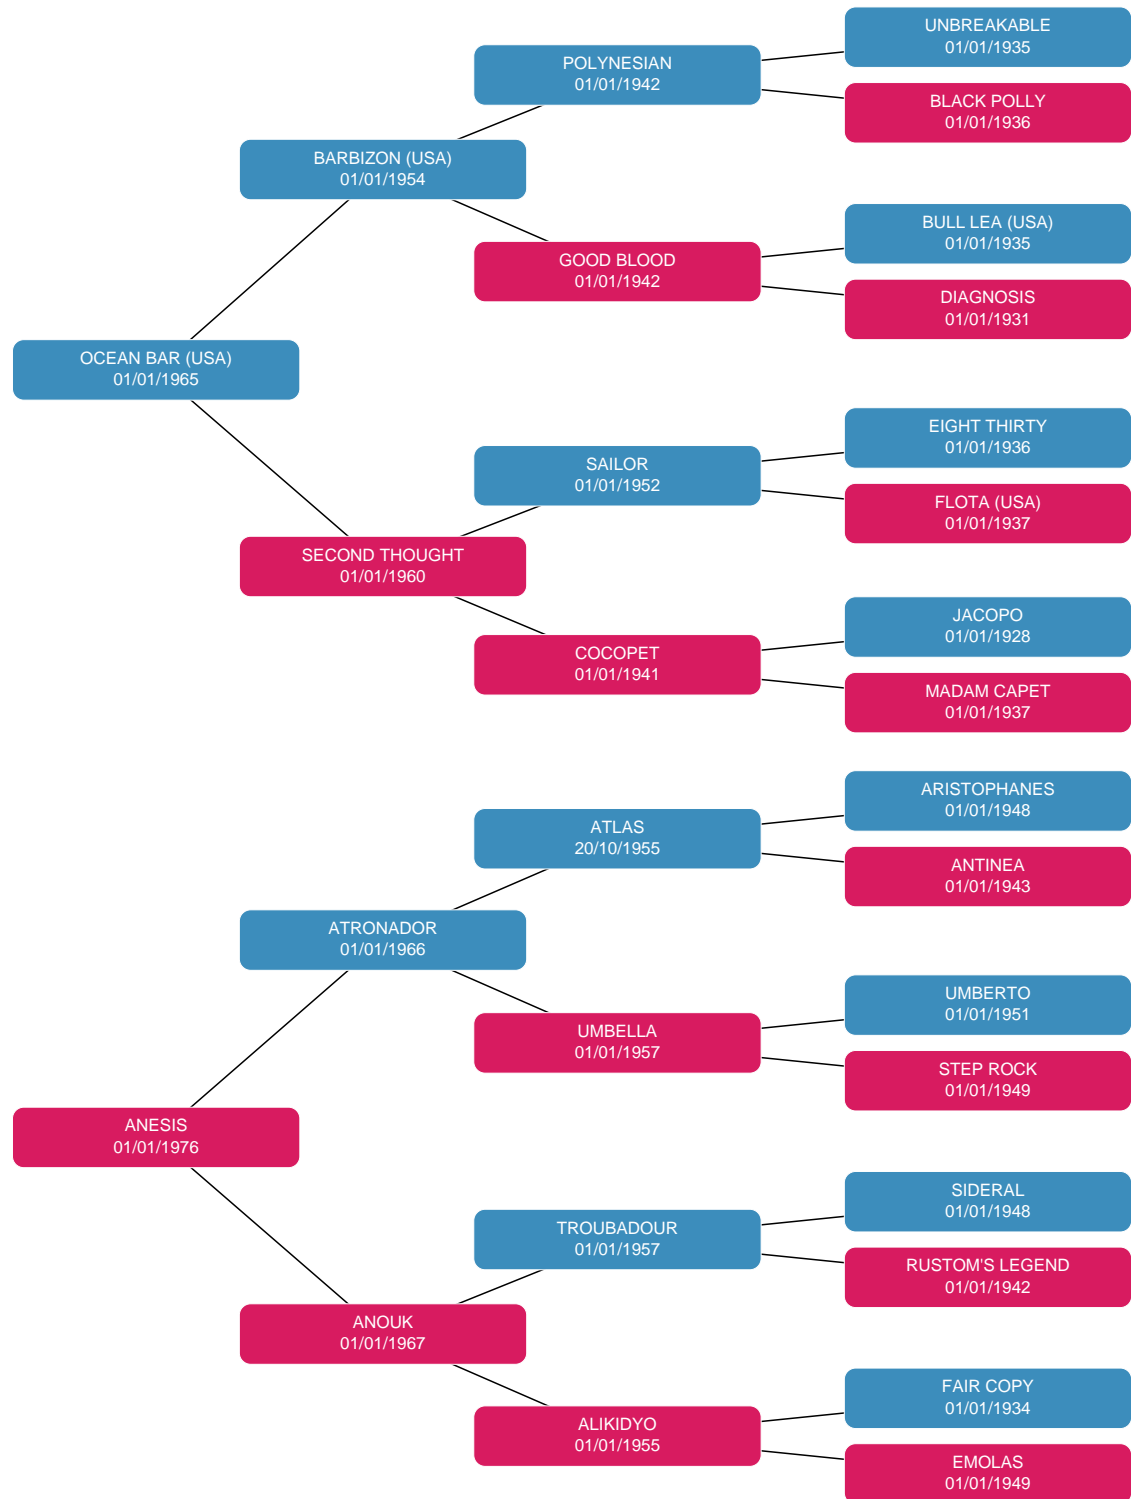 UNBREAKABLE
01/01/1935
POLYNESIAN
01/01/1942
BLACK POLLY
01/01/1936
BARBIZON (USA)
01/01/1954
BULL LEA (USA)
01/01/1935
GOOD BLOOD
01/01/1942
DIAGNOSIS
01/01/1931
OCEAN BAR (USA)
01/01/1965
EIGHT THIRTY
01/01/1936
SAILOR
01/01/1952
FLOTA (USA)
01/01/1937
SECOND THOUGHT
01/01/1960
JACOPO
01/01/1928
COCOPET
01/01/1941
MADAM CAPET
01/01/1937
ARISTOPHANES
01/01/1948
ATLAS
20/10/1955
ANTINEA
01/01/1943
ATRONADOR
01/01/1966
UMBERTO
01/01/1951
UMBELLA
01/01/1957
STEP ROCK
01/01/1949
ANESIS
01/01/1976
SIDERAL
01/01/1948
TROUBADOUR
01/01/1957
RUSTOM'S LEGEND
01/01/1942
ANOUK
01/01/1967
FAIR COPY
01/01/1934
ALIKIDYO
01/01/1955
EMOLAS
01/01/1949